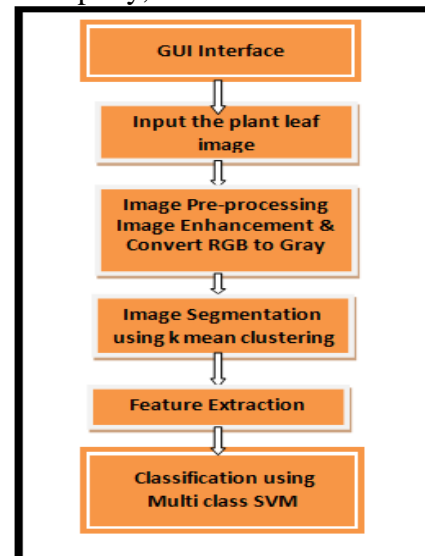 GUI Interface
Input the plant leaf
image
Image Pre-processing
Image Enhancement &
Convert RGB to Gray
Image Segmentation
using k mean clustering
Feature Extraction
Classification using
Multi class SVM